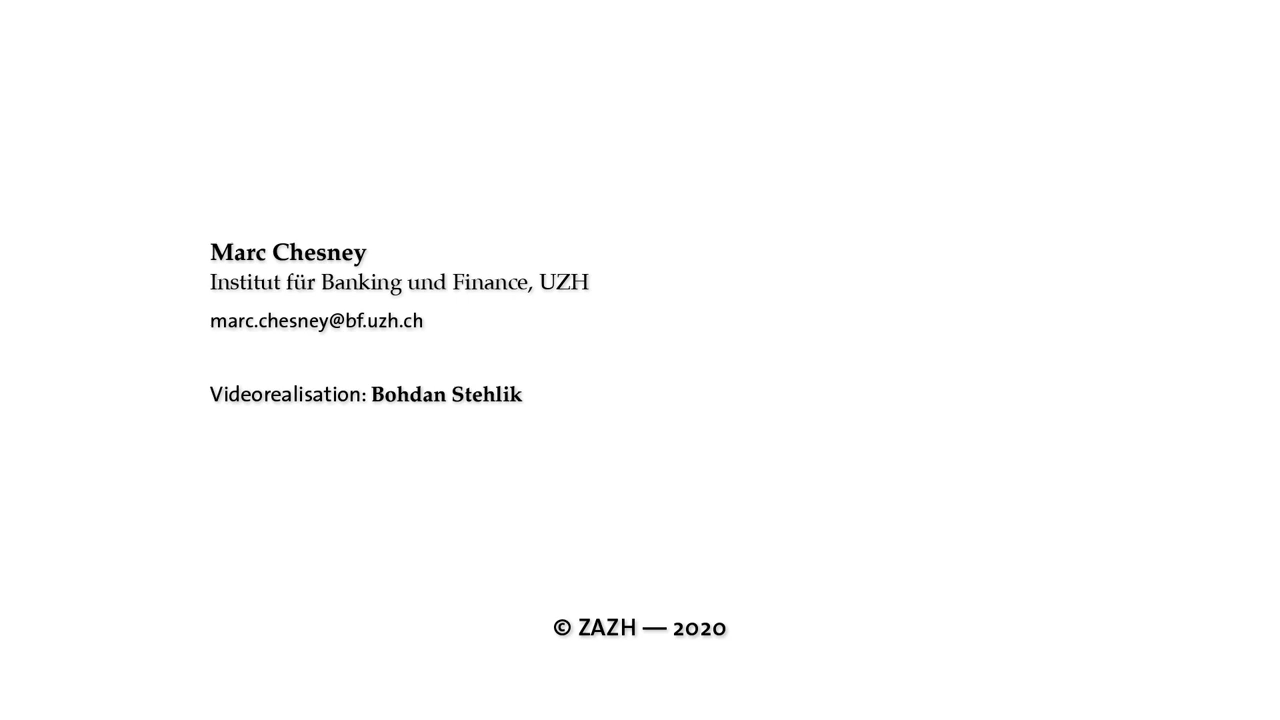 Marc Chesney
Institut für Banking und Finance, UZH
marc.chesney@bf.uzh.ch
Videorealisation: Bohdan Stehlik
© ZAZH — 2020